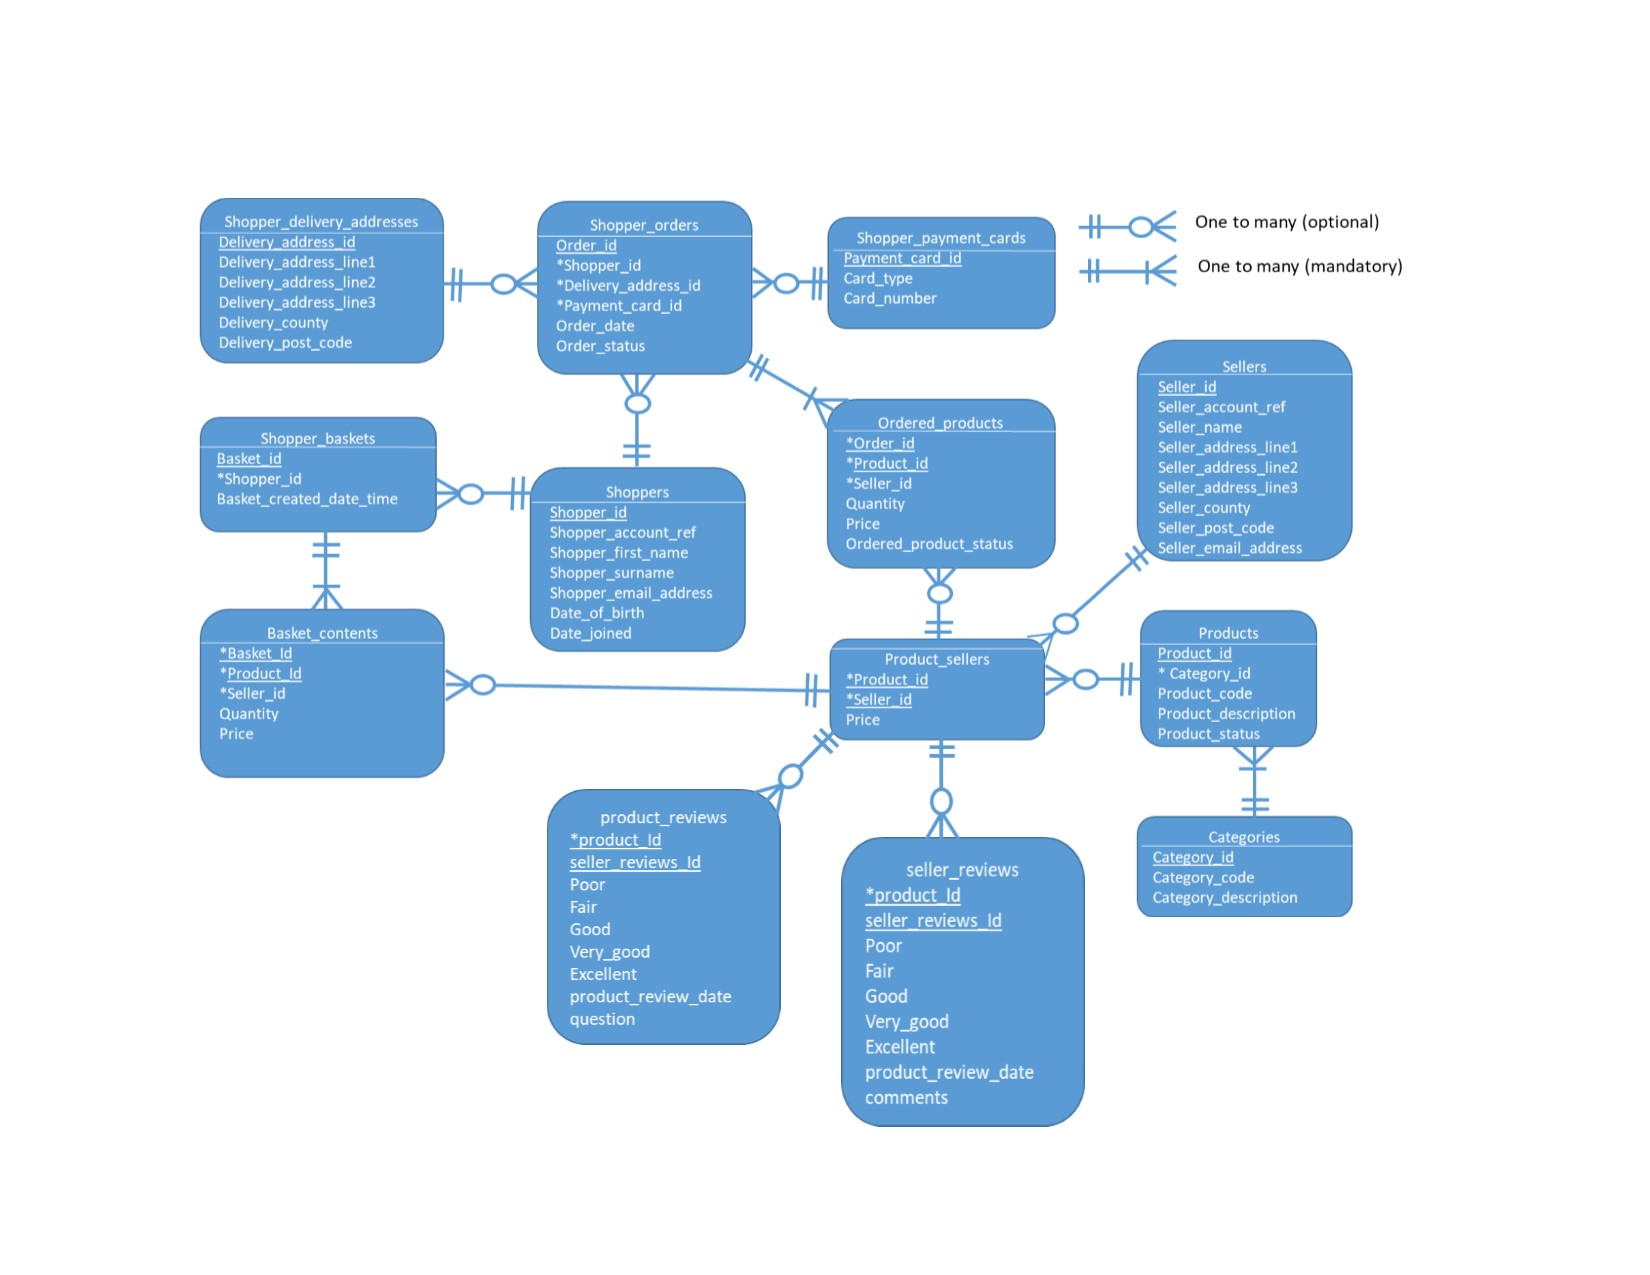 Shopper_delivery_addresses
Delivery_address_id
Delivery_address_line1
Delivery_address_line2
Delivery_address_line3
Delivery_county
Delivery_post_code
Shopper_orders
Order_id
*Shopper_id
*Delivery_address_id
*Payment_card_id
Order_date
Order_status
Shopper_payment_cards
Payment_card_id
Card_type
Card_number
One to many (optional)
One to many (mandatory)
Sellers
Seller_id
Seller_account_ref
Seller_name
Seller_address_line1
Seller_address_line2
Seller_address_line3
Seller_county
Seller_post_code
Seller_email_address
Shopper_baskets
Basket_id
*Shopper_id
Basket_created_date_time
Shoppers
Shopper_id
Shopper_account_ref
Shopper_first_name
Shopper_surname
Shopper_email_address
Date_of_birth
Date_joined
Ordered_products
*Order_id
*Product_id
*Seller_id
Quantity
Price
Ordered_product_status
Basket_contents
*Basket_Id
*Product_Id
*Seller_id
Quantity
Price
Product_sellers
*Product_id
*Seller_id
Price
Products
Product_id
* Category_id
Product_code
Product_description
Product_status
product_reviews
*product_Id
seller_reviews_Id
Poor
Fair
Good
Very_good
Excellent
product_review_date
question
seller_reviews
*product_Id
seller_reviews_Id
Poor
Fair
Good
Very_good
Excellent
product_review_date
comments
Categories
Category_id
Category_code
Category_description